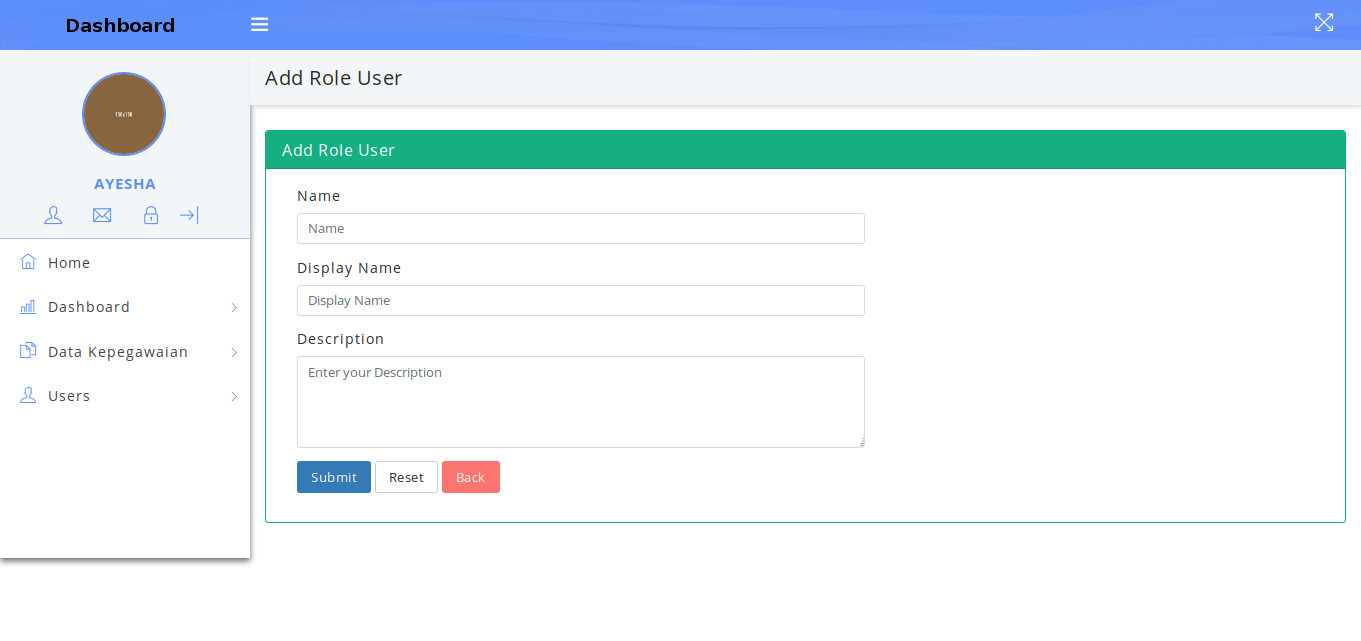 Dashboard
Add Role User
AYESHA
Home
Dashboard
Data Kepegawaian
Users
Add Role User
Name
Name
Display Name
Display Name
Description
Enter your Description
Submit Reset Back